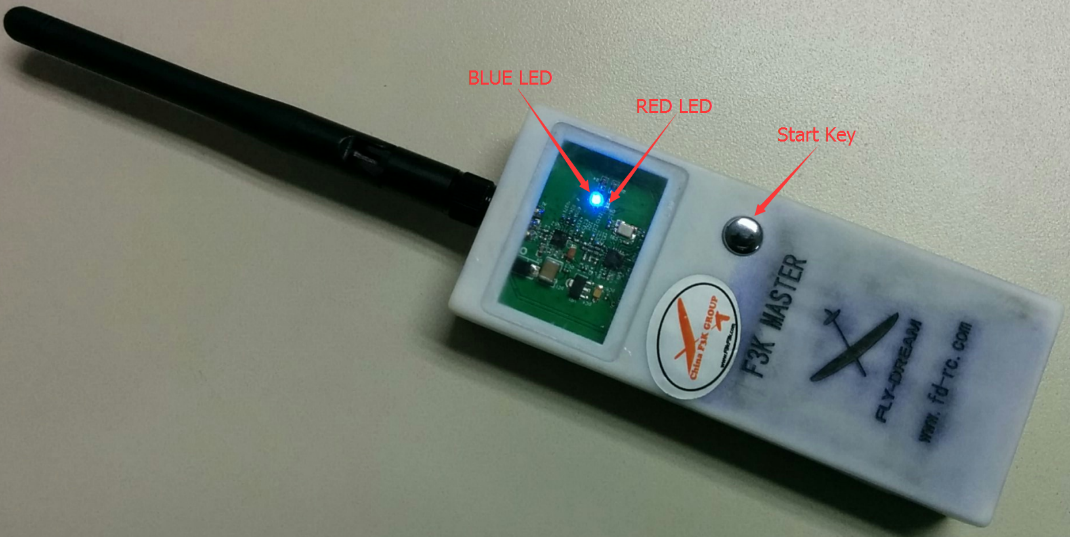 BLUE LED
RED LED
Start Key
F3K MASTER
China F3K GROUP
FLY-DREAM
www.fd-rc.com